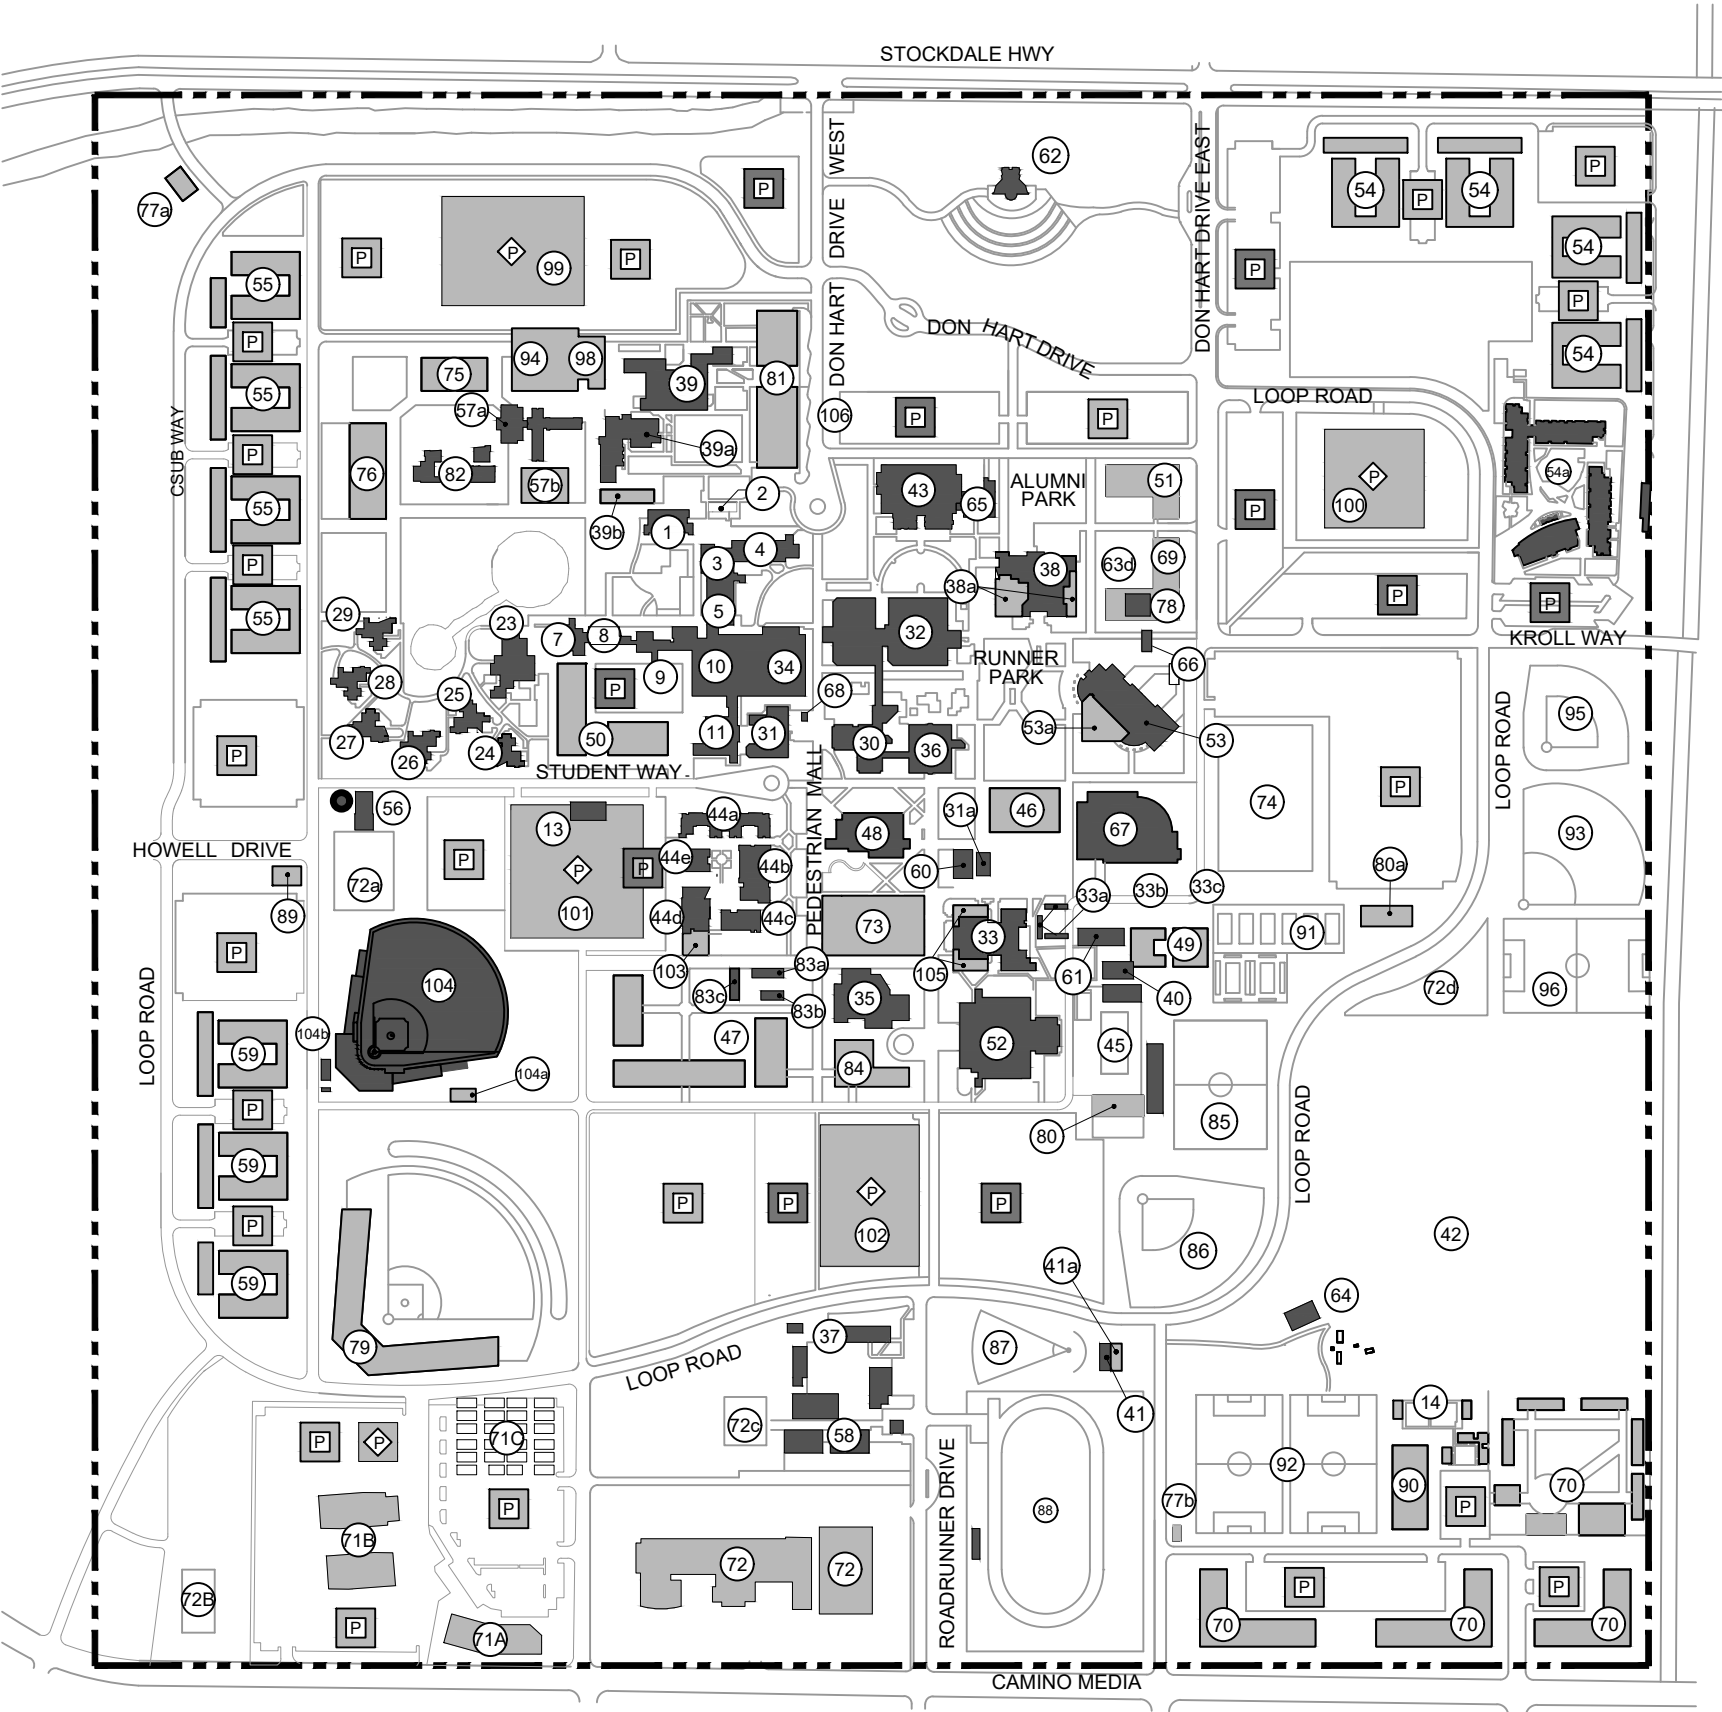 STOCKDALE HWY
62
77a
P
54
54
P
P
DON HART DRIVE WEST
DON HART DRIVE EAST
P
99
P
P
54
P
55
P
DON HART DRIVE
P
94
98
75
39
81
54
55
57a
106
P
P
LOOP ROAD
CSUB WAY
39a
P
76
82
57b
2
43
65
ALUMNI
PARK
51
P
100
54a
P
55
39b
1
3
4
38
63d
69
P
5
38a
78
P
P
55
29
23
7
8
32
KROLL WAY
28
25
P
9
10
34
68
RUNNER
PARK
66
LOOP ROAD
95
27
26
24
50
11
31
30
36
53a
53
P
STUDENT WAY
PEDESTRIAN MALL
P
56
13
44a
48
31a
46
67
74
93
HOWELL DRIVE
P
P
P
44e
44b
60
80a
72a
101
44d
44c
73
33
33a
33b
33c
91
89
P
103
83a
105
61
49
104
83c
83b
35
40
72d
96
LOOP ROAD
104b
59
47
52
45
84
104a
P
80
85
LOOP ROAD
59
P
P
P
P
P
102
86
42
59
41a
64
79
37
87
LOOP ROAD
41
P
P
71C
72c
58
14
P
71B
ROADRUNNER DRIVE
88
77b
92
90
P
70
72B
P
71A
72
72
P
P
70
70
70
CAMINO MEDIA